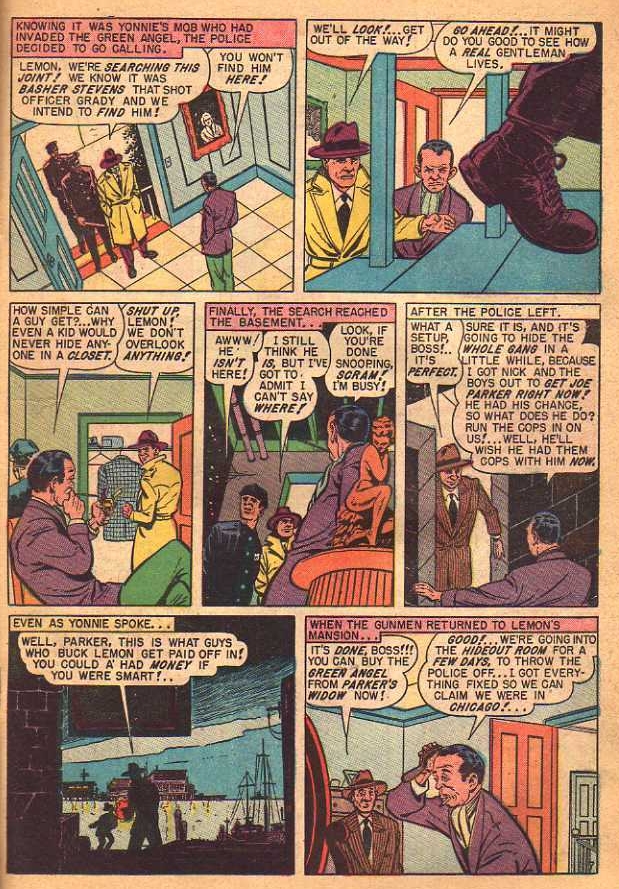 KNOWING IT WAS YONNIE'S MOB WHO HAD
INVADED THE GREEN ANGEL, THE POLICE
DECIDED TO GO CALLING.
LEMON, WE'RE SEARCHING THIS
JOINT! WE KNOW IT WAS
BASHER STEVENS THAT SHOT
OFFICER GRADY AND WE
INTEND TO FIND HIM!
YOU WON'T
FIND HIM
HERE!
WE'LL LOOK!...GET
OUT OF THE WAY!
GO AHEAD!...IT MIGHT
DO YOU GOOD TO SEE HOW
A REAL GENTLEMAN
LIVES.
HOW SIMPLE CAN
A GUY GET?...WHY
EVEN A KID WOULD
NEVER HIDE ANY-
ONE IN A CLOSET.
SHUT UP,
LEMON!
WE DON'T
OVERLOOK
ANYTHING!
FINALLY, THE SEARCH REACHED
THE BASEMENT...
AWWW!
HE
ISN'T
HERE!
I STILL
THINK HE
IS, BUT I'VE
GOT TO
ADMIT I
CAN'T SAY
WHERE!
LOOK, IF
YOU'RE
DONE
SNOOPING,
SCRAM!
I'M BUSY!
AFTER THE POLICE LEFT.
WHAT A
SETUP,
BOSS!..
IT'S
PERFECT.
SURE IT IS, AND IT'S
GOING TO HIDE THE
WHOLE GANG IN A
LITTLE WHILE, BECAUSE
I GOT NICK AND THE
BOYS OUT TO GET JOE
PARKER RIGHT NOW!
HE HAD HIS CHANCE,
SO WHAT DOES HE DO?
RUN THE COPS IN ON
US!...WELL, HE'LL
WISH HE HAD THEM
COPS WITH HIM NOW.
EVEN AS YONNIE SPOKE...
WELL, PARKER, THIS IS WHAT GUYS
WHO BUCK LEMON GET PAID OFF IN!
YOU COULD A' HAD MONEY IF
YOU WERE SMART!..
WHEN THE GUNMEN RETURNED TO LEMON'S
MANSION...
IT'S DONE, BOSS!!!
YOU CAN BUY THE
GREEN ANGEL
FROM PARKER'S
WIDOW NOW!
GOOD!...WE'RE GOING INTO
THE HIDEOUT ROOM FOR A
FEW DAYS, TO THROW THE
POLICE OFF...I GOT EVERY-
THING FIXED SO WE CAN
CLAIM WE WERE IN
CHICAGO!...
7